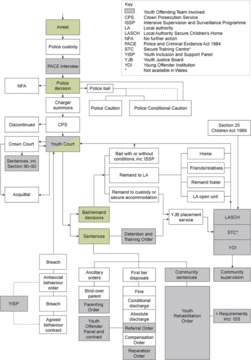 Key
Youth Offending Team involved
CPS Crown Prosecution Service
ISSP Intensive Supervision and Surveillance Programme
LA Local authority
LASCH Local Authority Secure Children's Home
NFA No further action
PACE Police and Criminal Evidence Act 1984
STC Secure Training Centre*
YISP Youth Inclusion and Support Panel
YJB Youth Justice Board
YOI Young Offender Institution
* Not available in Wales
Arrest
Police custody
PACE Interview
NFA
Police
decision
Police bail
Charge/
summons
Police Caution
Police Conditional Caution
Discontinued
CPS
Section 25
Children Act 1989
Crown Court
Youth Court
Sentences, inc
Section 90–92
Acquittal
Bail with or without
conditions, inc ISSP
Remand to LA
Remand to custody or
secure accommodation
Home
Friends/relatives
Remand foster
LA open unit
Bail/remand
decisions
YJB placement
service
LASCH
STC*
YOI
Sentences
Detention and
Training Order
Ancillary
orders
First tier
disposals
Community
sentences
Community
supervision
Breach
Antisocial
behaviour order
YISP
Breach
Agreed
behaviour contract
Bind-over
parent
Parenting
Order
Youth
Offender
Panel and
contract
Fine
Conditional
discharge
Absolute
discharge
Referral Order
Compensation
Order
Reparation
Order
Youth
Rehabilitation
Order
+ Requirements
inc. ISS